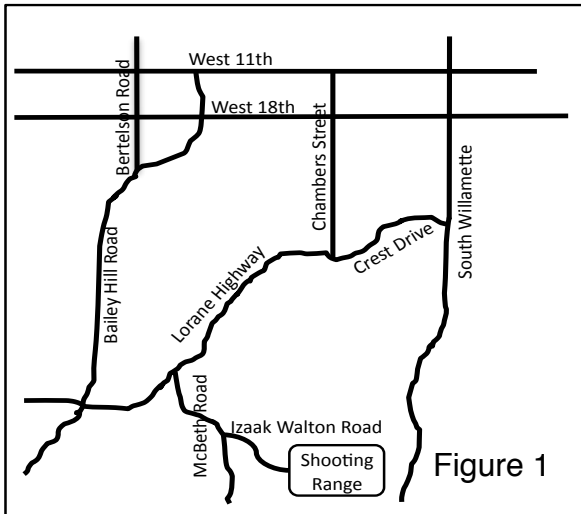 West 11th
Bertelson Road
West 18th
Chambers Street
South Willamette
Crest Drive
Lorane Highway
Bailey Hill Road
McBeth Road
Izaak Walton Road
Shooting
Range
Figure 1